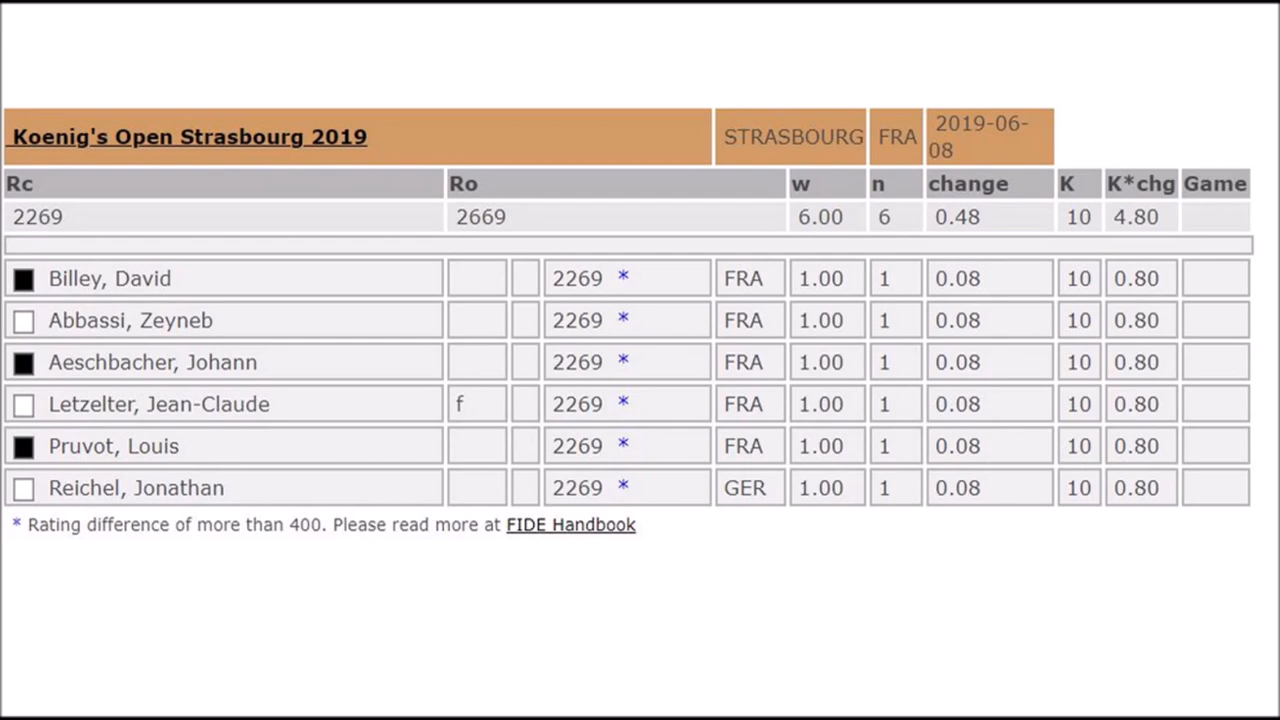 Koenig's Open Strasbourg 2019 STRASBOURG FRA 2019-06-
08
Rc Ro w n change K K*chg Game
2269 2669 6.00 6 0.48 10 4.80
Billey, David 2269 * FRA 1.00 1 0.08 10 0.80
Abbassi, Zeyneb 2269 * FRA 1.00 1 0.08 10 0.80
Aeschbacher, Johann 2269 * FRA 1.00 1 0.08 10 0.80
Letzelter, Jean-Claude f 2269 * FRA 1.00 1 0.08 10 0.80
Pruvot, Louis 2269 * FRA 1.00 1 0.08 10 0.80
Reichel, Jonathan 2269 * GER 1.00 1 0.08 10 0.80
* Rating difference of more than 400. Please read more at FIDE Handbook